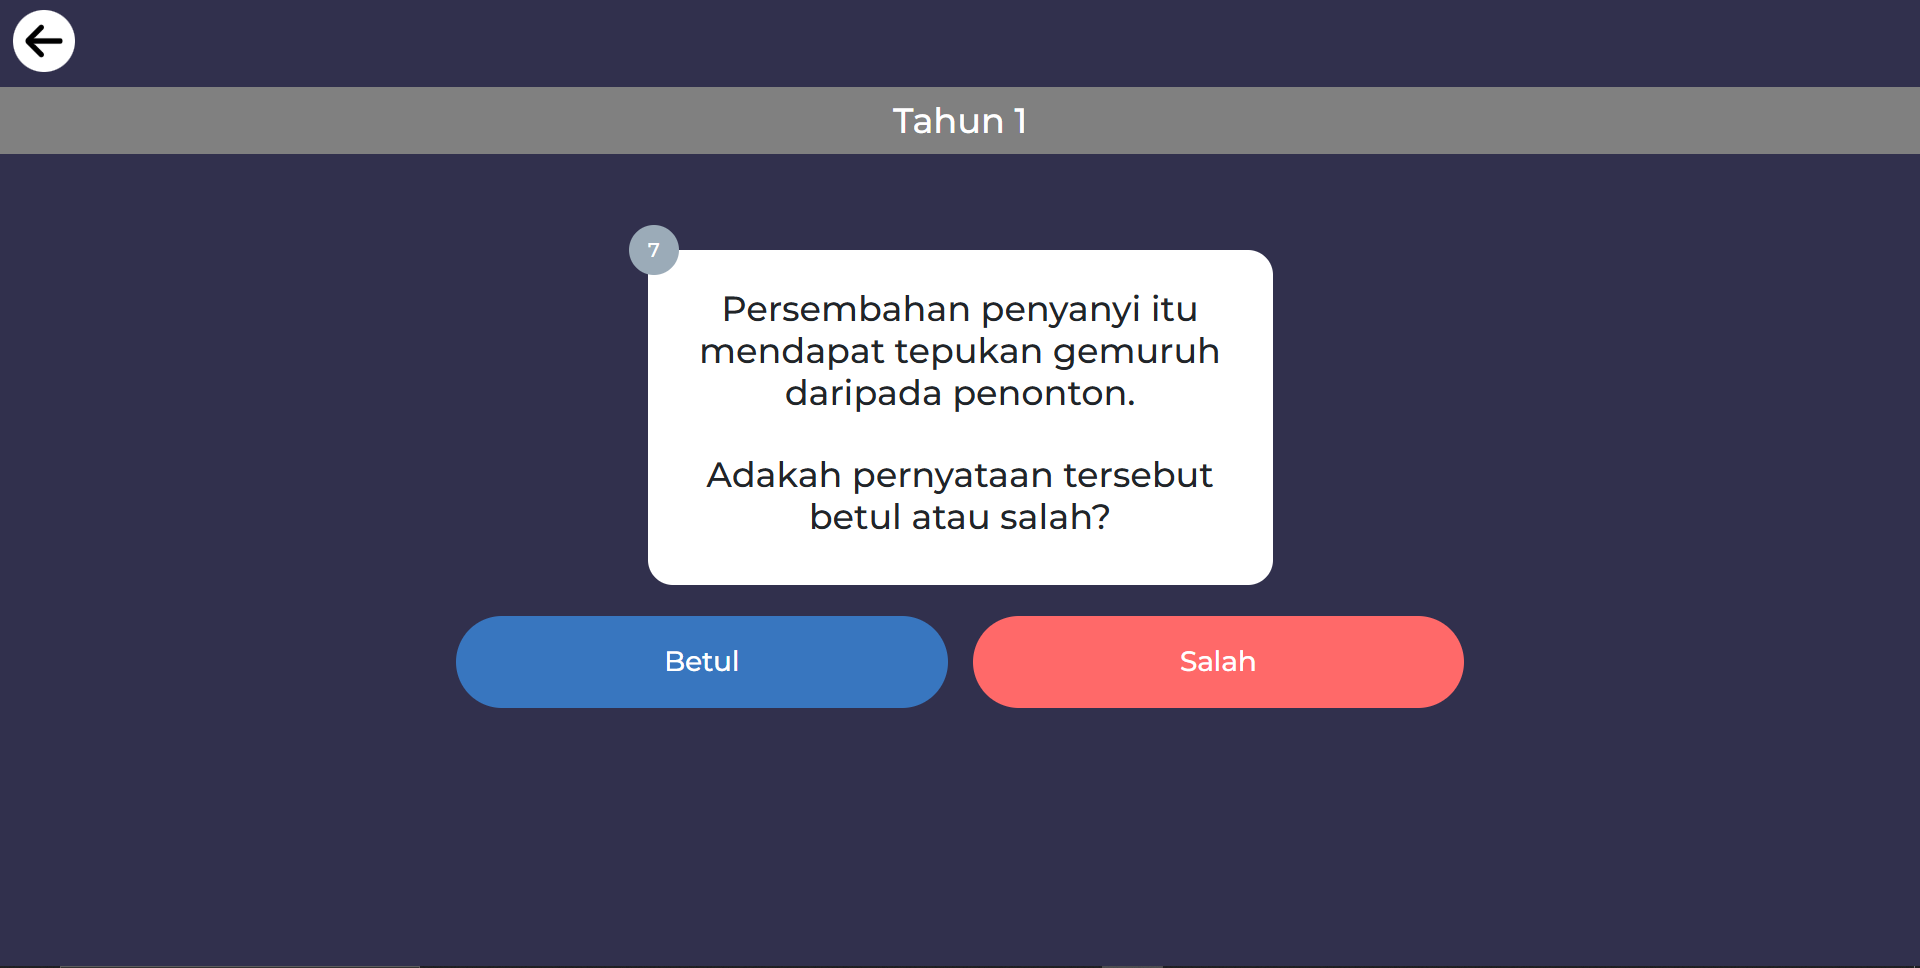 Tahun 1
7
Persembahan penyanyi itu
mendapat tepukan gemuruh
daripada penonton.
Adakah pernyataan tersebut
betul atau salah?
Betul
Salah